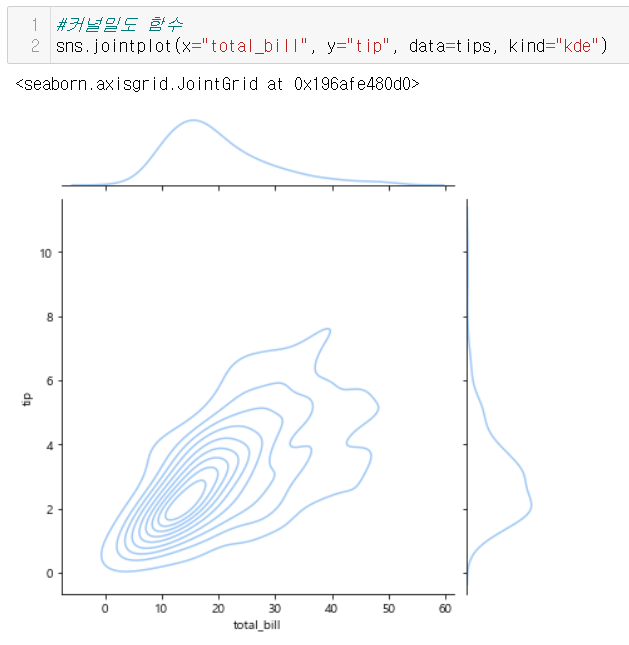 1 #커널밀도 함수
2 sns.jointplot(x="total_bill", y="tip", data=tips, kind="kde")
<seaborn.axisgrid.JointGrid at 0x196afe480d0>
10
8
6
tip
4
2
0
0 10 20 30 40 50 60
total_bill